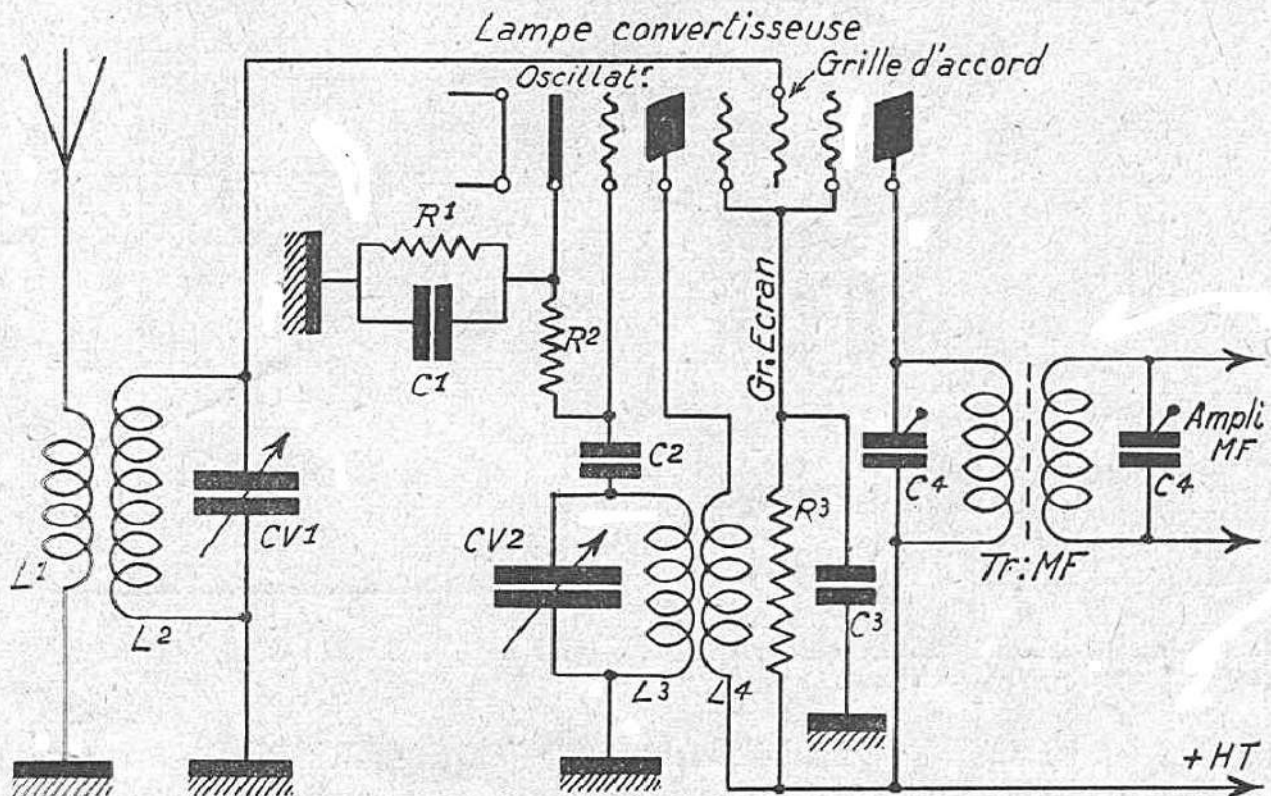 Lampe convertisseuse
Oscillatr.
Grille d'accord
R1
C1
R2
Gr. Ecran
C2
CV1
CV2
R3
C3
C4
Ampli
MF
C4
Tr: MF
L1
L2
L3
L4
+HT